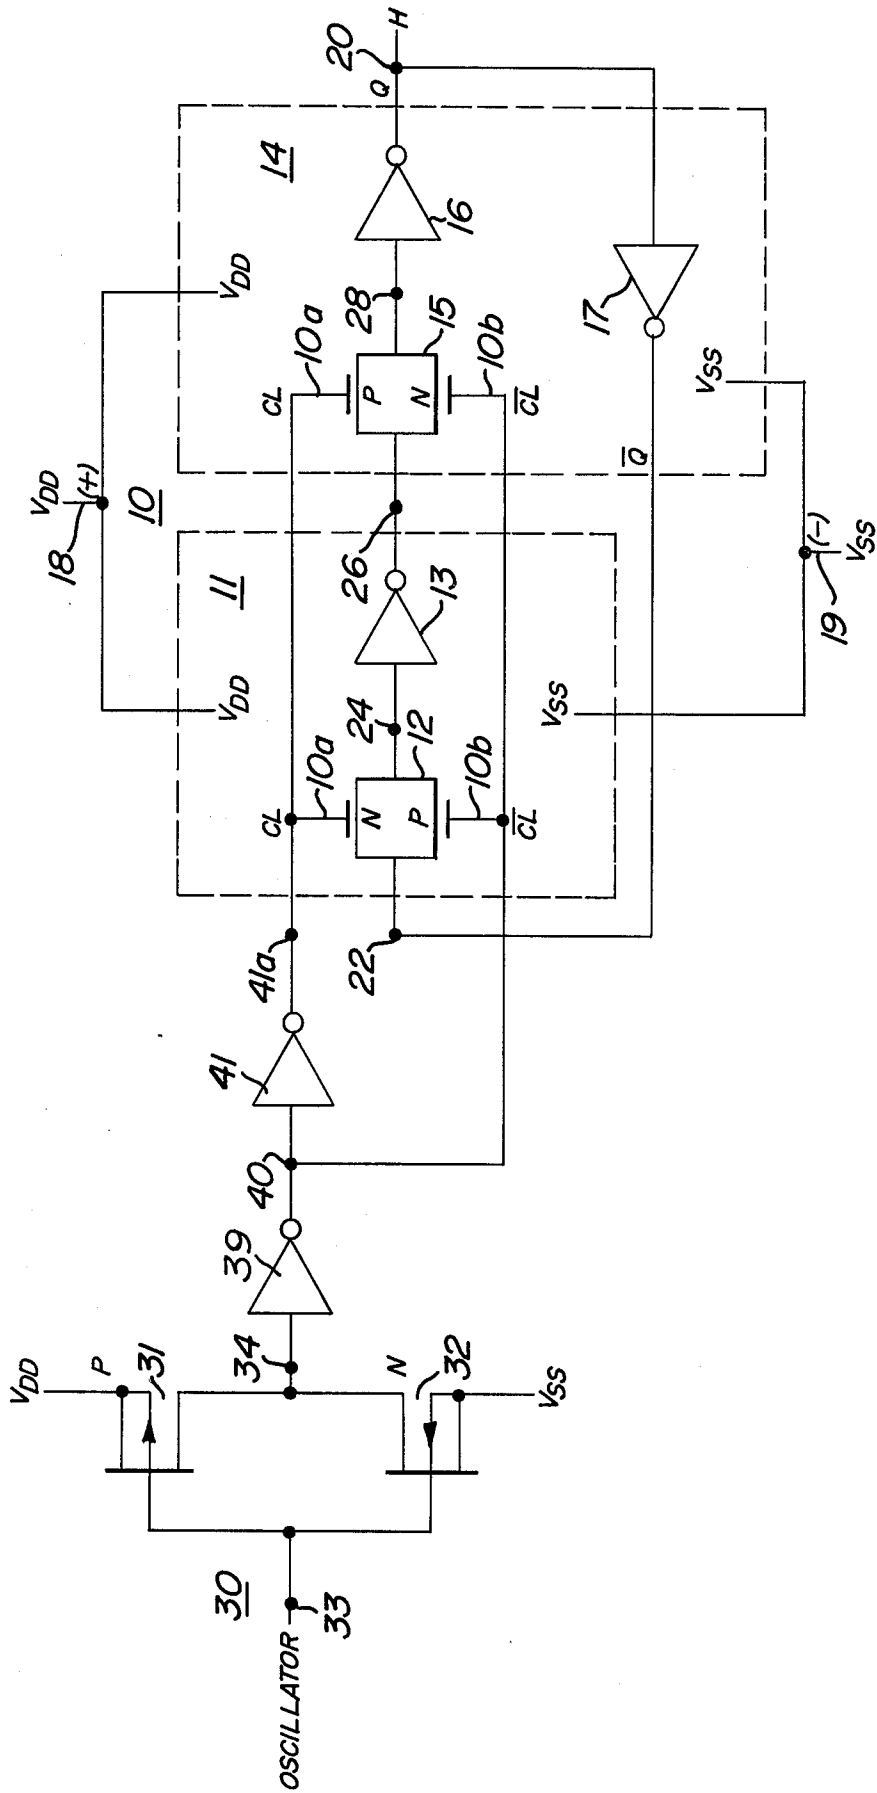 OSCILLATOR
33
30
VDD
P
31
34
N
32
VSS
39
40
41
41a
22
CL
10a
N
P
12
10b
C̅L̅
24
13
26
11
VDD
VSS
VDD
18
(+)
10
CL
10a
P
N
15
10b
C̅L̅
28
16
14
VDD
Q
20
H
17
Q̅
VSS
19
(-)
VSS